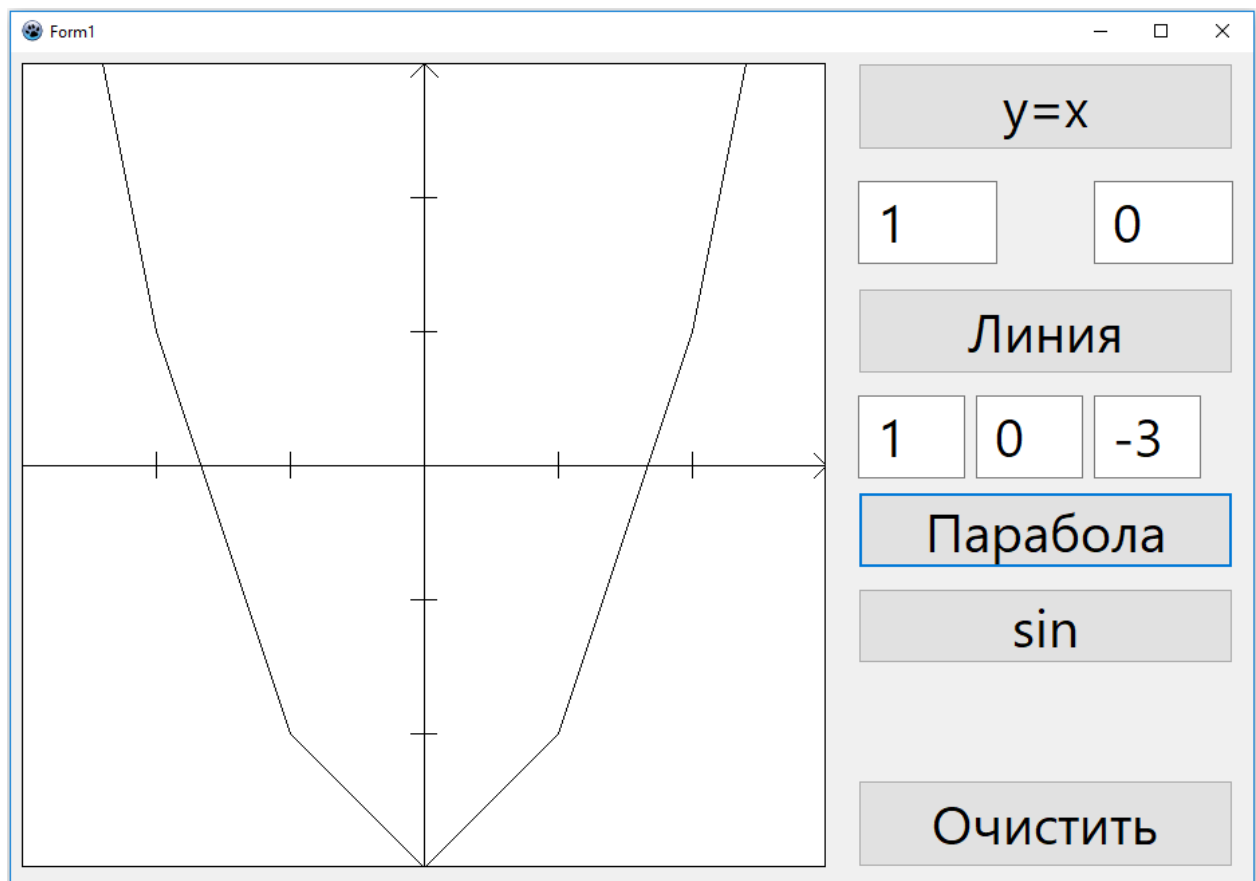 Form1
y=x
1 0
Линия
1 0 -3
Парабола
sin
Очистить